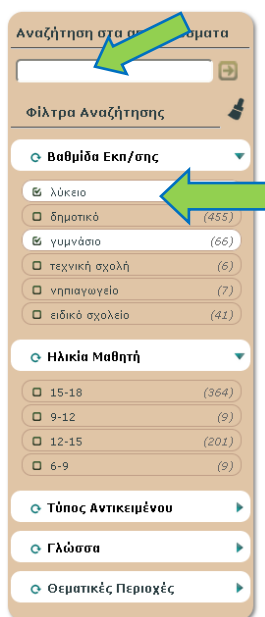 Αναζήτηση στα
Φίλτρα Αναζήτησης
Βαθμίδα Εκπ/σης
λύκειο
δημοτικό (455)
γυμνάσιο (66)
τεχνική σχολή (6)
νηπιαγωγείο (7)
ειδικό σχολείο (41)
Ηλικία Μαθητή
15-18 (364)
9-12 (9)
12-15 (201)
6-9 (9)
Τύπος Αντικειμένου
Γλώσσα
Θεματικές Περιοχές